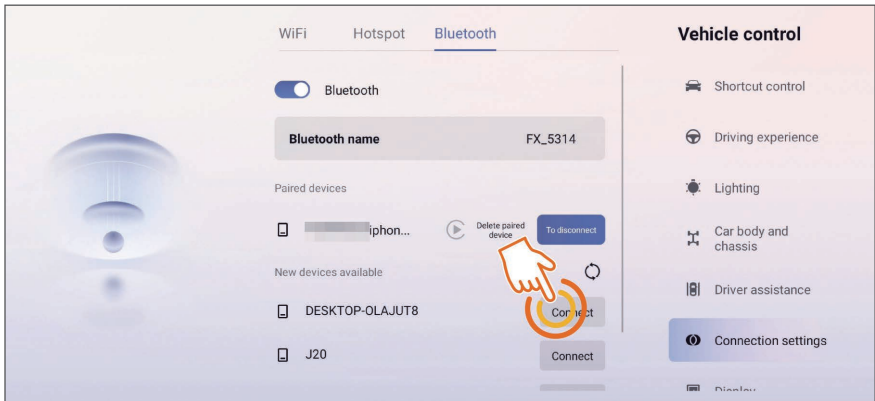 WiFi Hotspot Bluetooth
Bluetooth
Bluetooth name FX_5314
Paired devices
iphon... Delete paired device To disconnect
New devices available
DESKTOP-OLAJUT8 Connect
J20 Connect
Vehicle control
Shortcut control
Driving experience
Lighting
Car body and
chassis
Driver assistance
Connection settings
Display